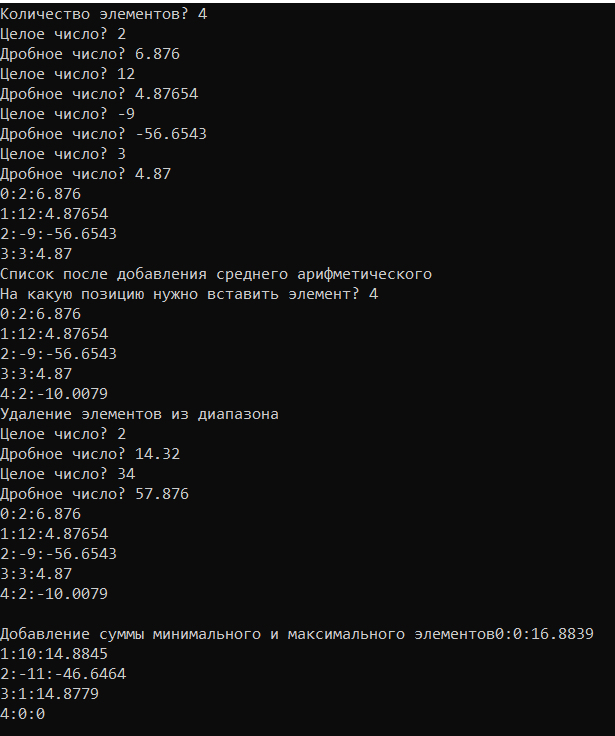 Количество элементов? 4
Целое число? 2
Дробное число? 6.876
Целое число? 12
Дробное число? 4.87654
Целое число? -9
Дробное число? -56.6543
Целое число? 3
Дробное число? 4.87
0:2:6.876
1:12:4.87654
2:-9:-56.6543
3:3:4.87
Список после добавления среднего арифметического
На какую позицию нужно вставить элемент? 4
0:2:6.876
1:12:4.87654
2:-9:-56.6543
3:3:4.87
4:2:-10.0079
Удаление элементов из диапазона
Целое число? 2
Дробное число? 14.32
Целое число? 34
Дробное число? 57.876
0:2:6.876
1:12:4.87654
2:-9:-56.6543
3:3:4.87
4:2:-10.0079
Добавление суммы минимального и максимального элементов0:0:16.8839
1:10:14.8845
2:-11:-46.6464
3:1:14.8779
4:0:0